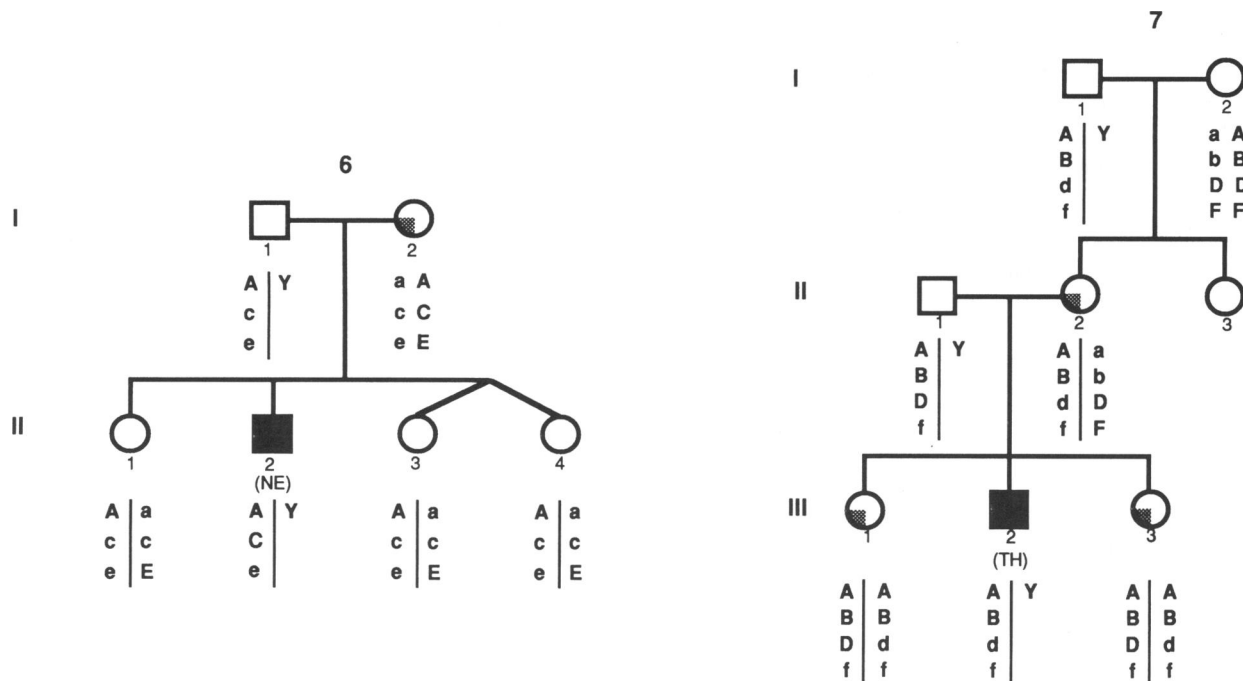 6
I
1
2
A Y
c
e
a A
c C
e E
II
1
2
(NE)
3
4
A a
c c
e E
A Y
C
e
A a
c c
e E
A a
c c
e E
7
I
1
2
A Y
B
d
f
a A
b B
D D
F F
II
1
2
3
A Y
B
D
f
A a
B b
d D
f F
III
1
2
(TH)
3
A A
B B
D d
f f
A Y
B
d
f
A A
B B
D d
f f